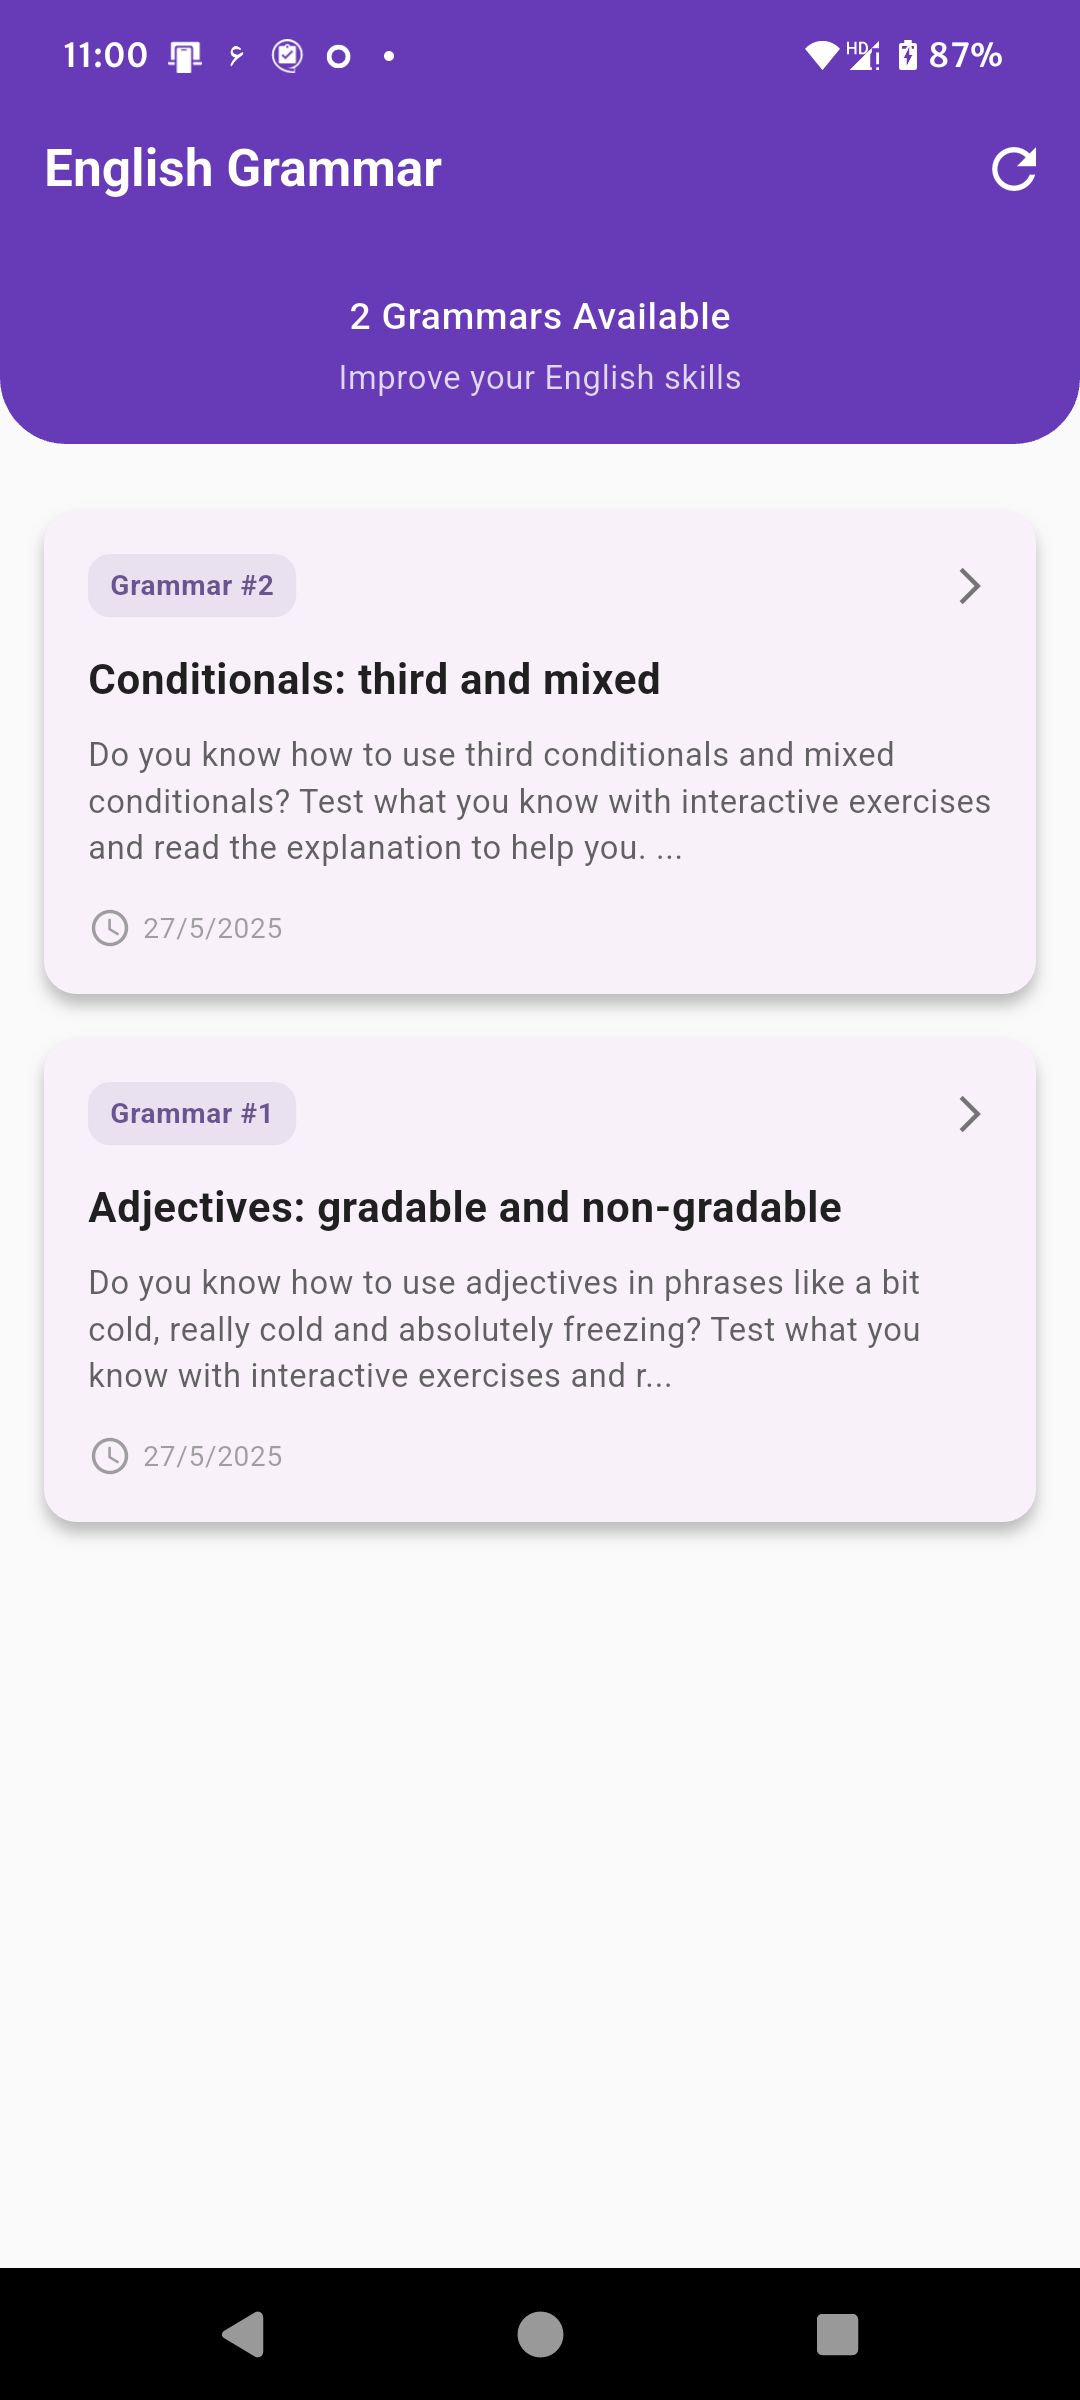 11:00 HD 87%
English Grammar
2 Grammars Available
Improve your English skills
Grammar #2
Conditionals: third and mixed
Do you know how to use third conditionals and mixed
conditionals? Test what you know with interactive exercises
and read the explanation to help you. ...
27/5/2025
Grammar #1
Adjectives: gradable and non-gradable
Do you know how to use adjectives in phrases like a bit
cold, really cold and absolutely freezing? Test what you
know with interactive exercises and r...
27/5/2025